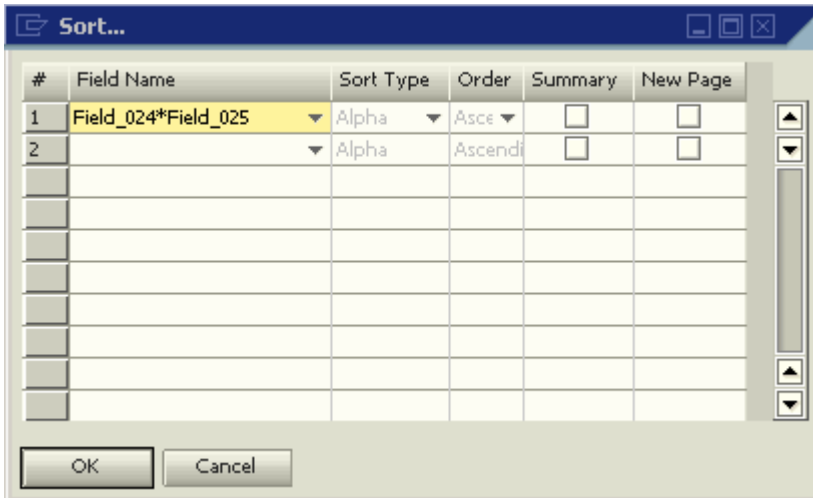 Sort...
# Field Name Sort Type Order Summary New Page
1 Field_024*Field_025 Alpha Asce
2 Alpha Ascendi
OK Cancel